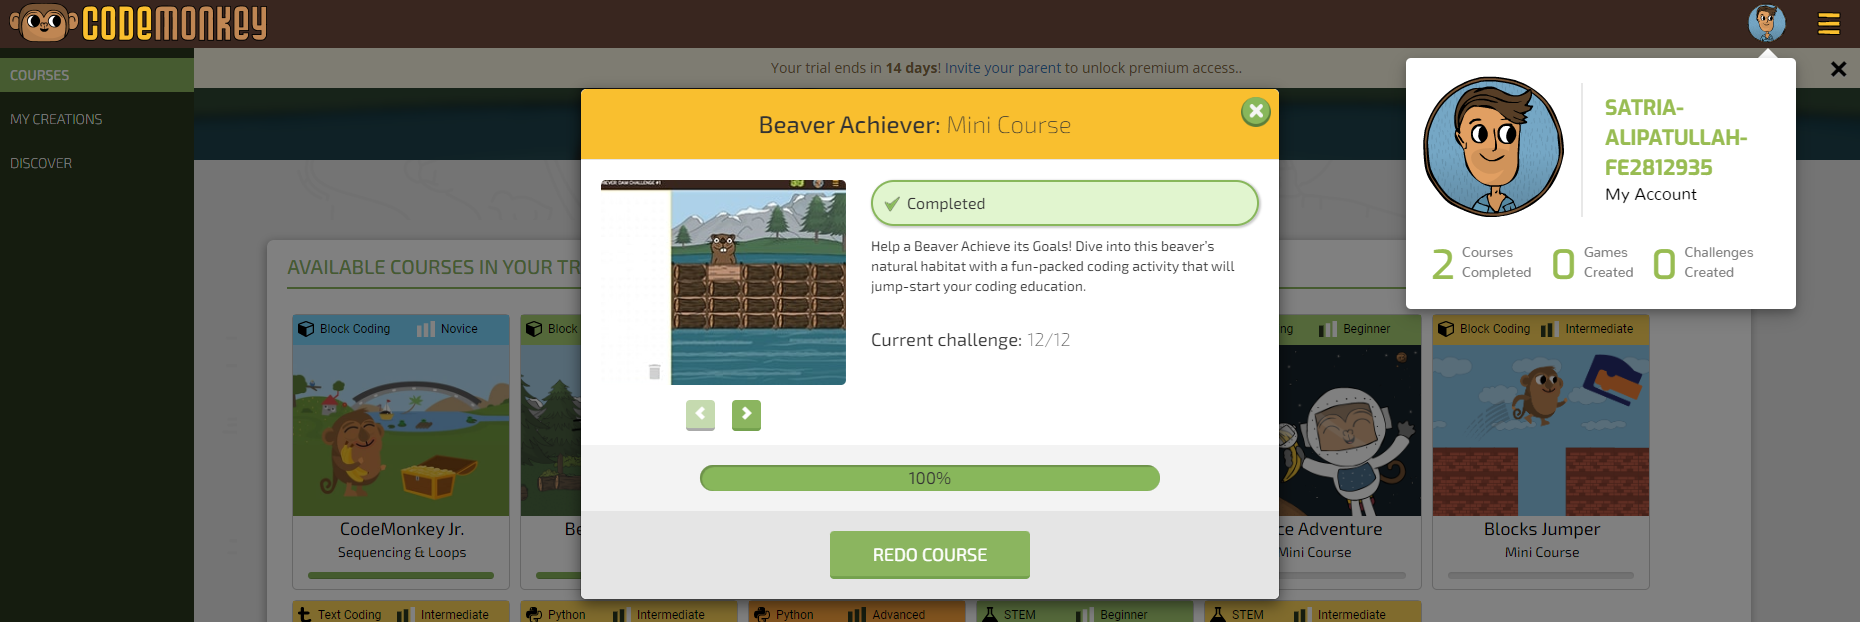 CODEMONKEY
COURSES
MY CREATIONS
DISCOVER
Your trial ends in 14 days! Invite your parent to unlock premium access..
SATRIA-
ALIPATULLAH-
FE2812935
My Account
2 Courses Completed
0 Games Created
0 Challenges Created
Beaver Achiever: Mini Course
Completed
Help a Beaver Achieve its Goals! Dive into this beaver's
natural habitat with a fun-packed coding activity that will
jump-start your coding education.
Current challenge: 12/12
100%
REDO COURSE
AVAILABLE COURSES IN YOUR TR
Block Coding Novice
CodeMonkey Jr.
Sequencing & Loops
Block
Be
ng Beginner
ce Adventure
Mini Course
Block Coding Intermediate
Blocks Jumper
Mini Course
Text Coding Intermediate
Python Intermediate
Python Advanced
STEM Beginner
STEM Intermediate